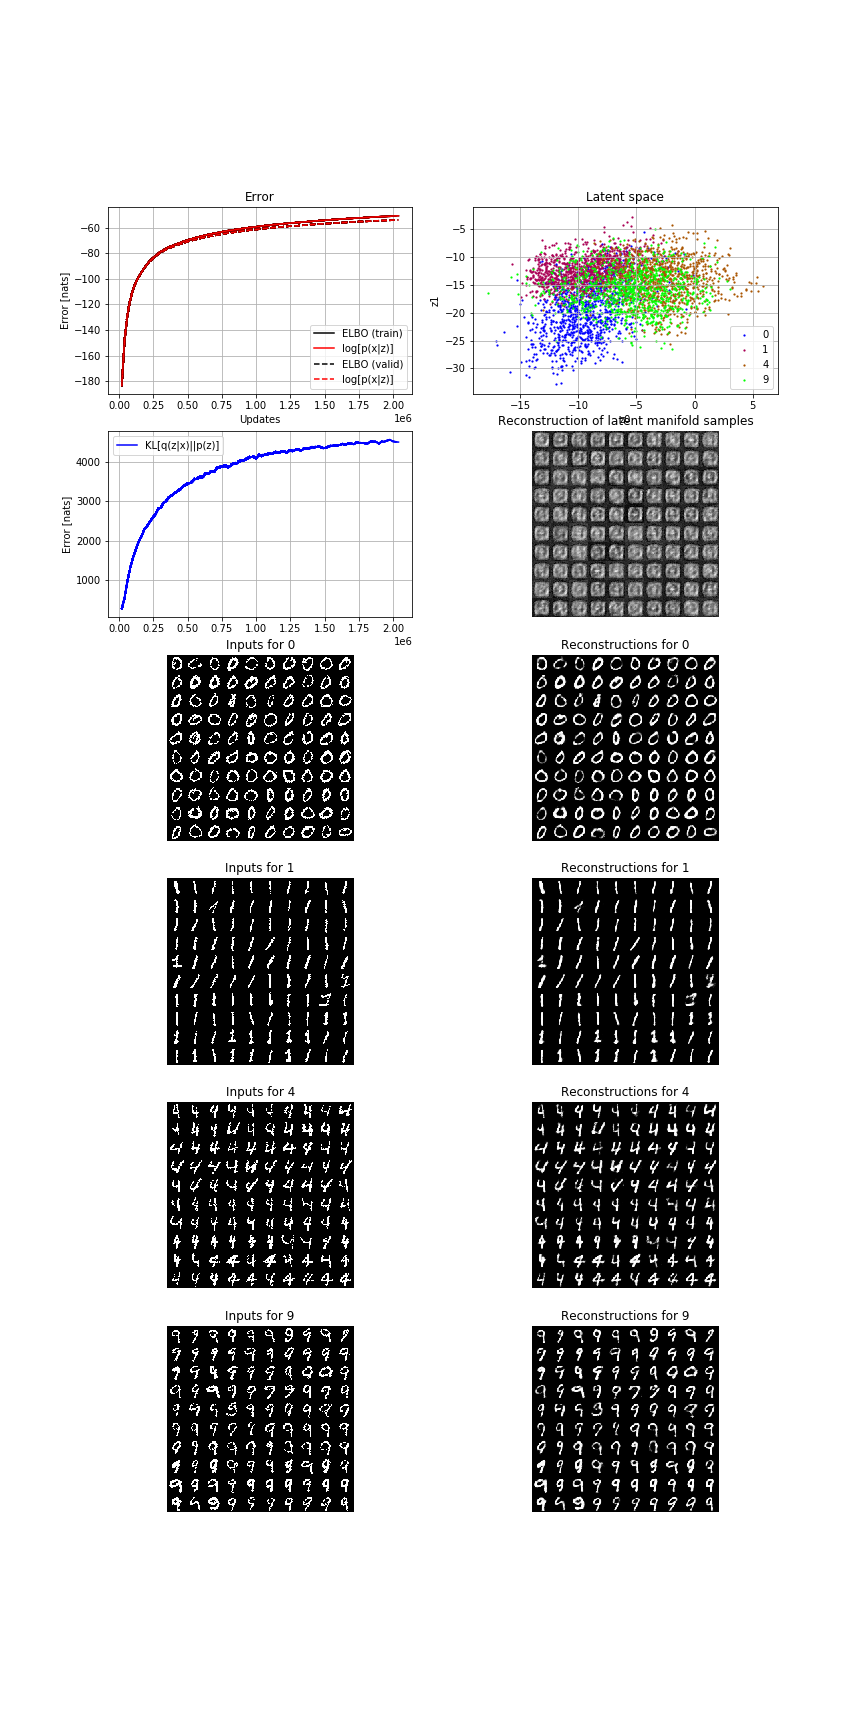 Error
Error [nats]
−60
−80
−100
−120
−140
−160
−180
ELBO (train)
log[p(x|z)]
ELBO (valid)
log[p(x|z)]
0.00 0.25 0.50 0.75 1.00 1.25 1.50 1.75 2.00
1e6
Updates
Latent space
z1
−5
−10
−15
−20
−25
−30
0
1
4
9
−15 −10 −5 0 5
z0
Error [nats]
4000
3000
2000
1000
KL[q(z|x)||p(z)]
0.00 0.25 0.50 0.75 1.00 1.25 1.50 1.75 2.00
1e6
Reconstruction of latent manifold samples
Inputs for 0
Reconstructions for 0
Inputs for 1
Reconstructions for 1
Inputs for 4
Reconstructions for 4
Inputs for 9
Reconstructions for 9